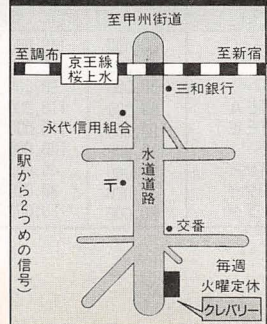 至甲州街道
至調布
至新宿
京王線
桜上水
三和銀行
永代信用組合
水道道路
〒
(駅から2つめの信号)
交番
毎週
火曜定休
クレバリー